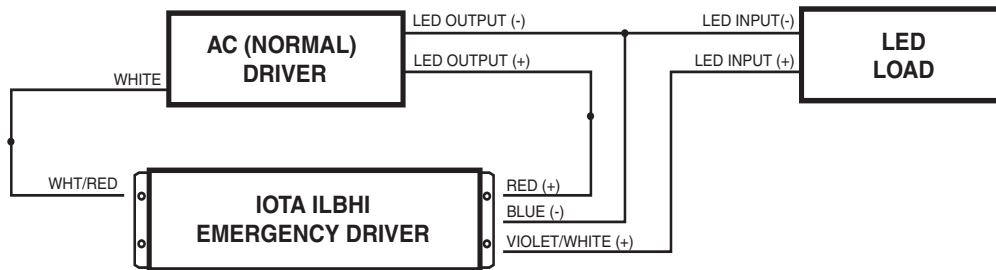 LED OUTPUT (-)
LED INPUT(-)
AC (NORMAL)
DRIVER
LED
LOAD
LED OUTPUT (+)
LED INPUT (+)
WHITE
WHT/RED
RED (+)
IOTA ILBHI
EMERGENCY DRIVER
BLUE (-)
VIOLET/WHITE (+)